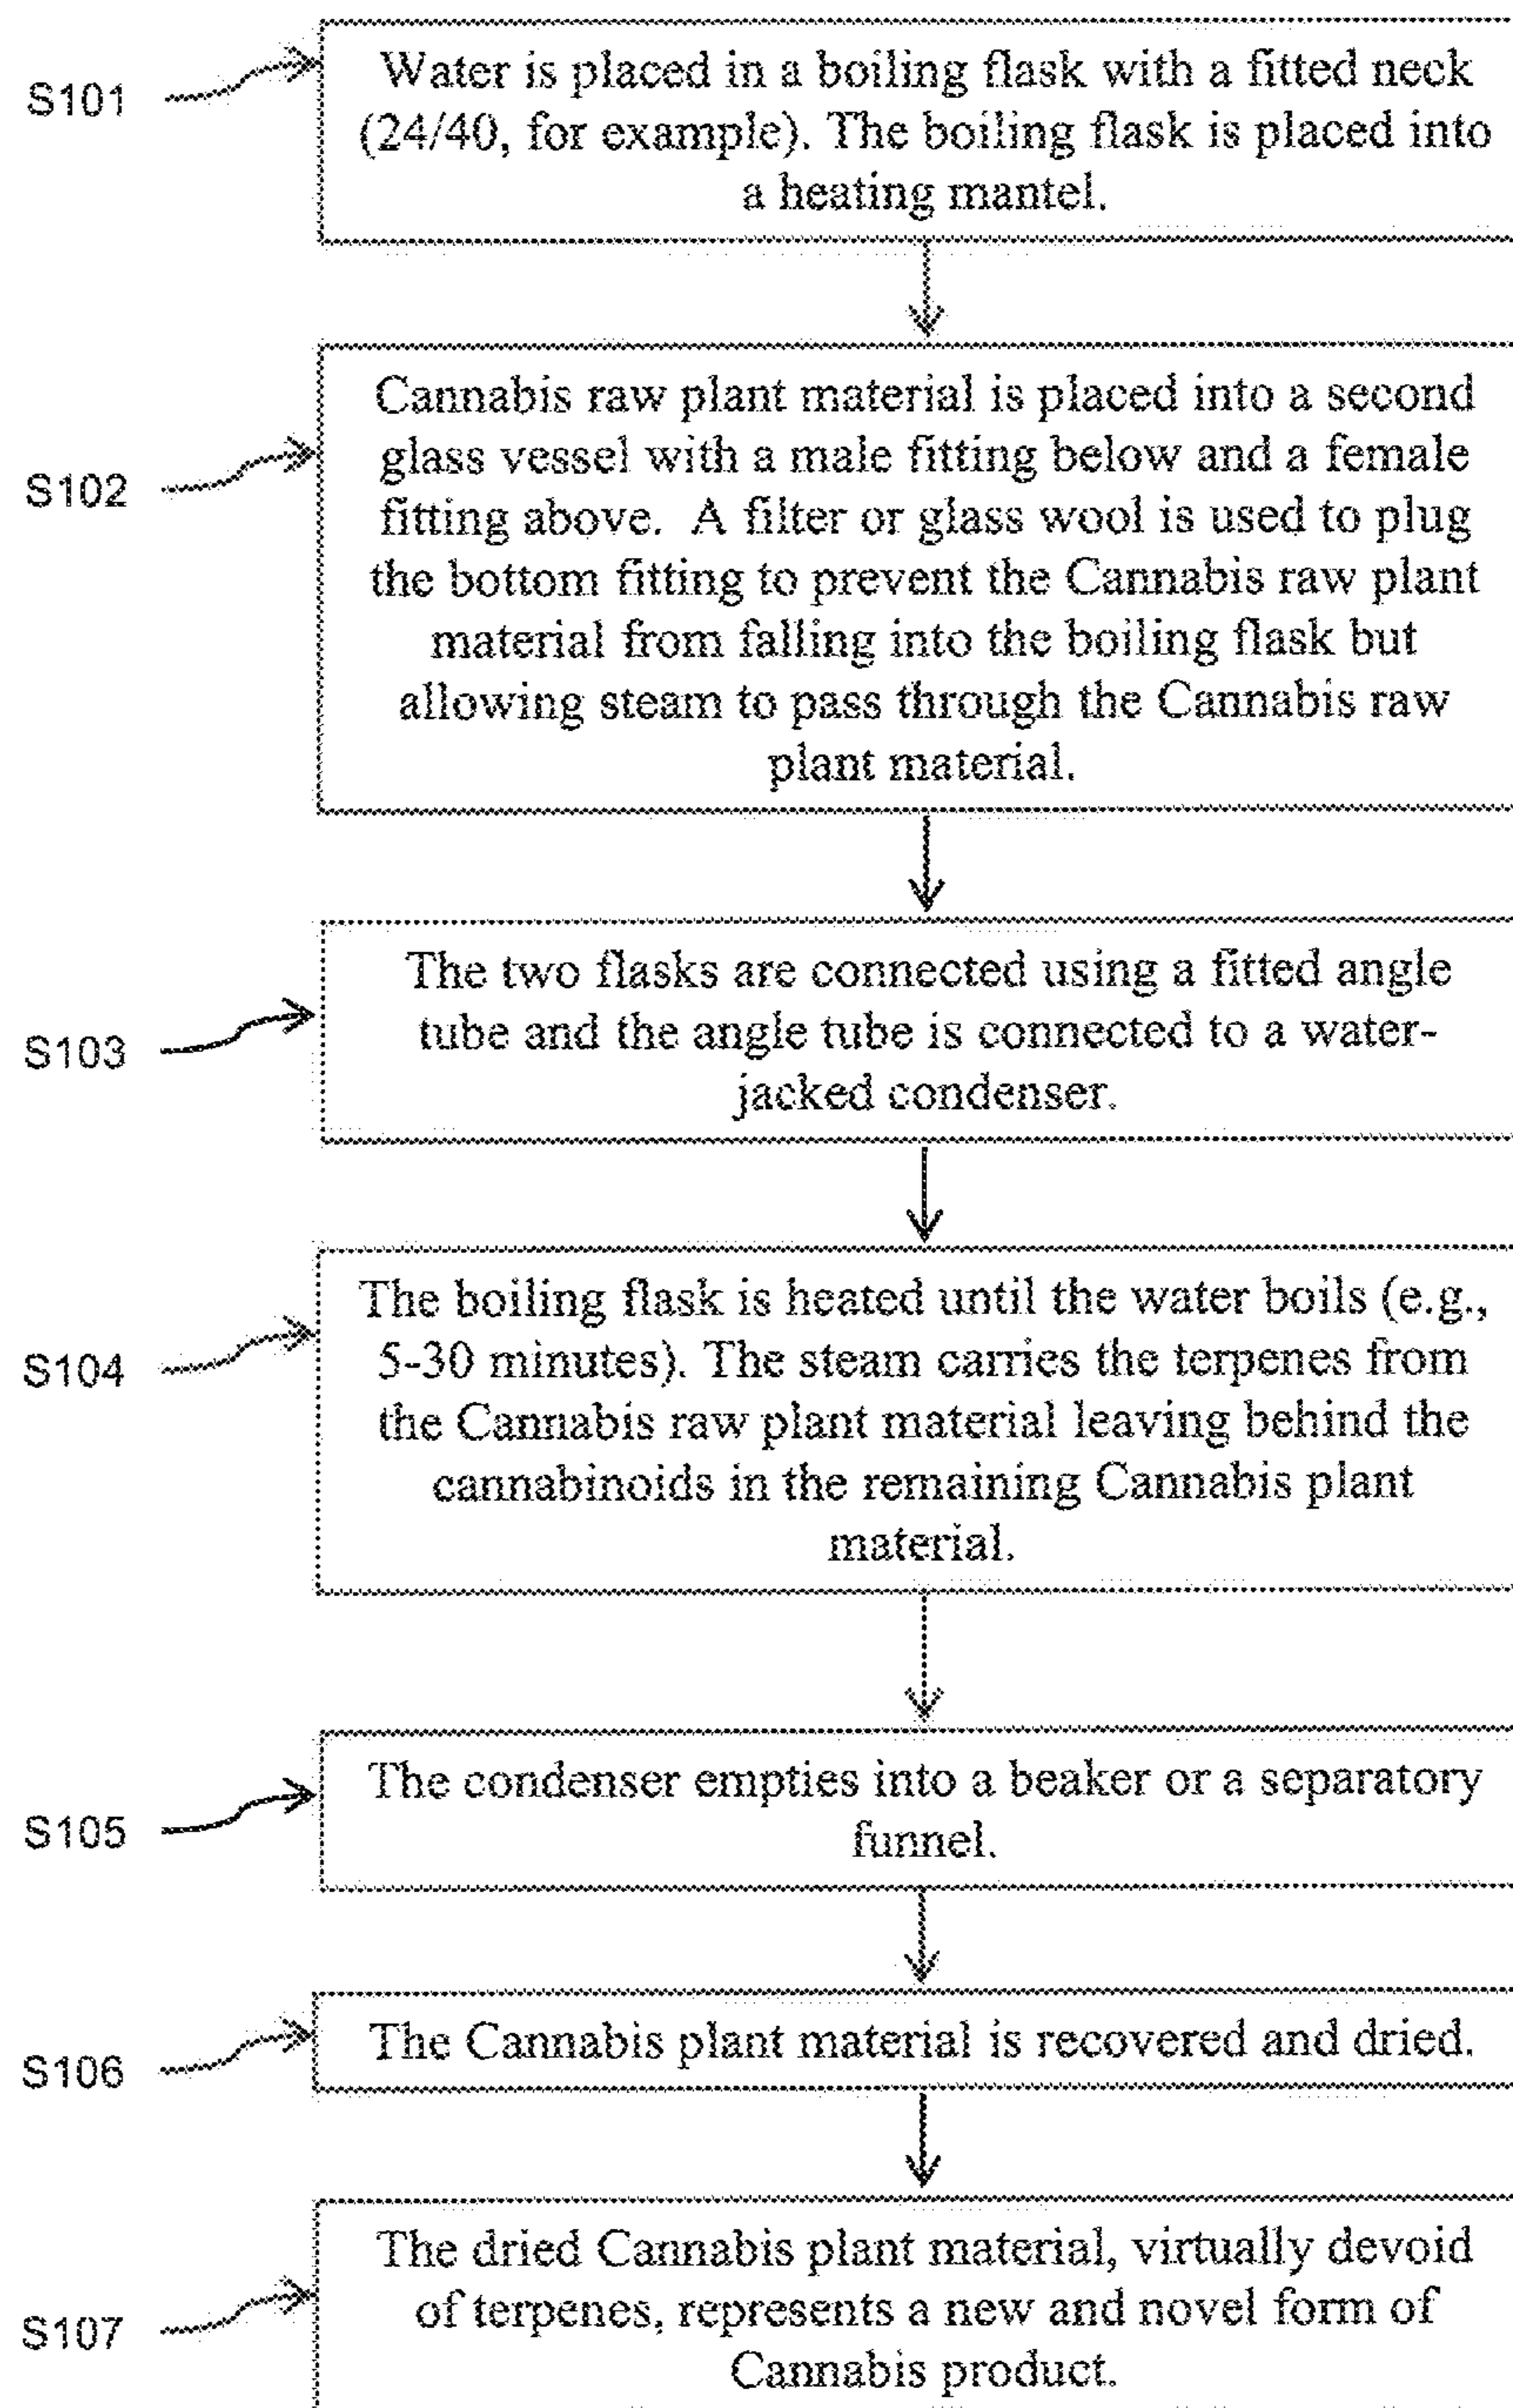 S101
Water is placed in a boiling flask with a fitted neck
(24/40, for example). The boiling flask is placed into
a heating mantel.
S102
Cannabis raw plant material is placed into a second
glass vessel with a male fitting below and a female
fitting above. A filter or glass wool is used to plug
the bottom fitting to prevent the Cannabis raw plant
material from falling into the boiling flask but
allowing steam to pass through the Cannabis raw
plant material.
S103
The two flasks are connected using a fitted angle
tube and the angle tube is connected to a water-
jacked condenser.
S104
The boiling flask is heated until the water boils (e.g.,
5-30 minutes). The steam carries the terpenes from
the Cannabis raw plant material leaving behind the
cannabinoids in the remaining Cannabis plant
material.
S105
The condenser empties into a beaker or a separatory
funnel.
S106
The Cannabis plant material is recovered and dried.
S107
The dried Cannabis plant material, virtually devoid
of terpenes, represents a new and novel form of
Cannabis product.